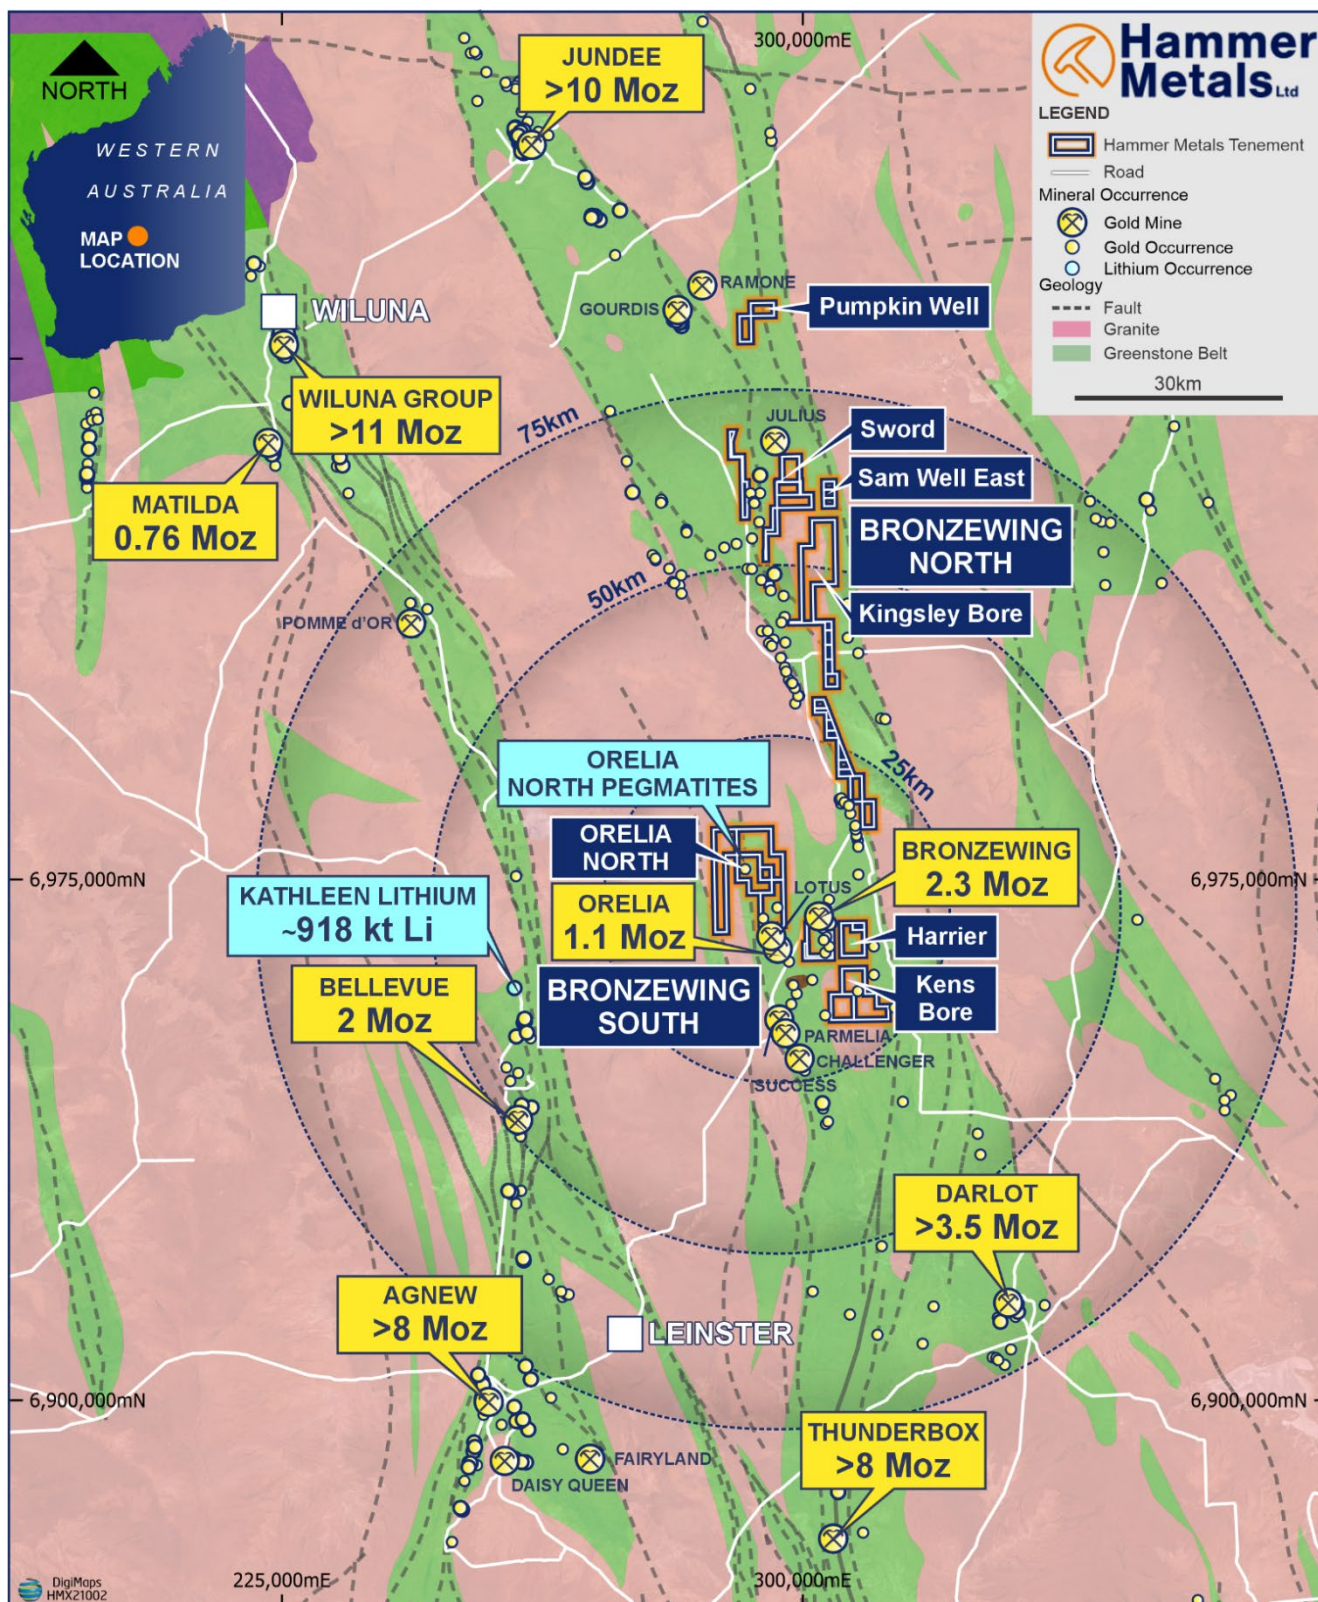 300,000mE
Hammer
Metals Ltd
LEGEND
Hammer Metals Tenement
Road
Mineral Occurrence
Gold Mine
Gold Occurrence
Lithium Occurrence
Geology
Fault
Granite
Greenstone Belt
30km
NORTH
WESTERN
AUSTRALIA
MAP
LOCATION
JUNDEE
>10 Moz
RAMONE
GOURDIS
Pumpkin Well
WILUNA
WILUNA GROUP
>11 Moz
MATILDA
0.76 Moz
75km
JULIUS
Sword
Sam Well East
BRONZEWING
NORTH
50km
Kingsley Bore
POMME d'OR
25km
ORELIA
NORTH PEGMATITES
ORELIA
NORTH
BRONZEWING
2.3 Moz
6,975,000mN
6,975,000mN
KATHLEEN LITHIUM
~918 kt Li
LOTUS
ORELIA
1.1 Moz
Harrier
BELLEVUE
2 Moz
BRONZEWING
SOUTH
Kens
Bore
PARMELIA
CHALLENGER
SUCCESS
DARLOT
>3.5 Moz
AGNEW
>8 Moz
LEINSTER
6,900,000mN
6,900,000mN
THUNDERBOX
>8 Moz
FAIRYLAND
DAISY QUEEN
DigiMaps
HMX21002
225,000mE
300,000mE